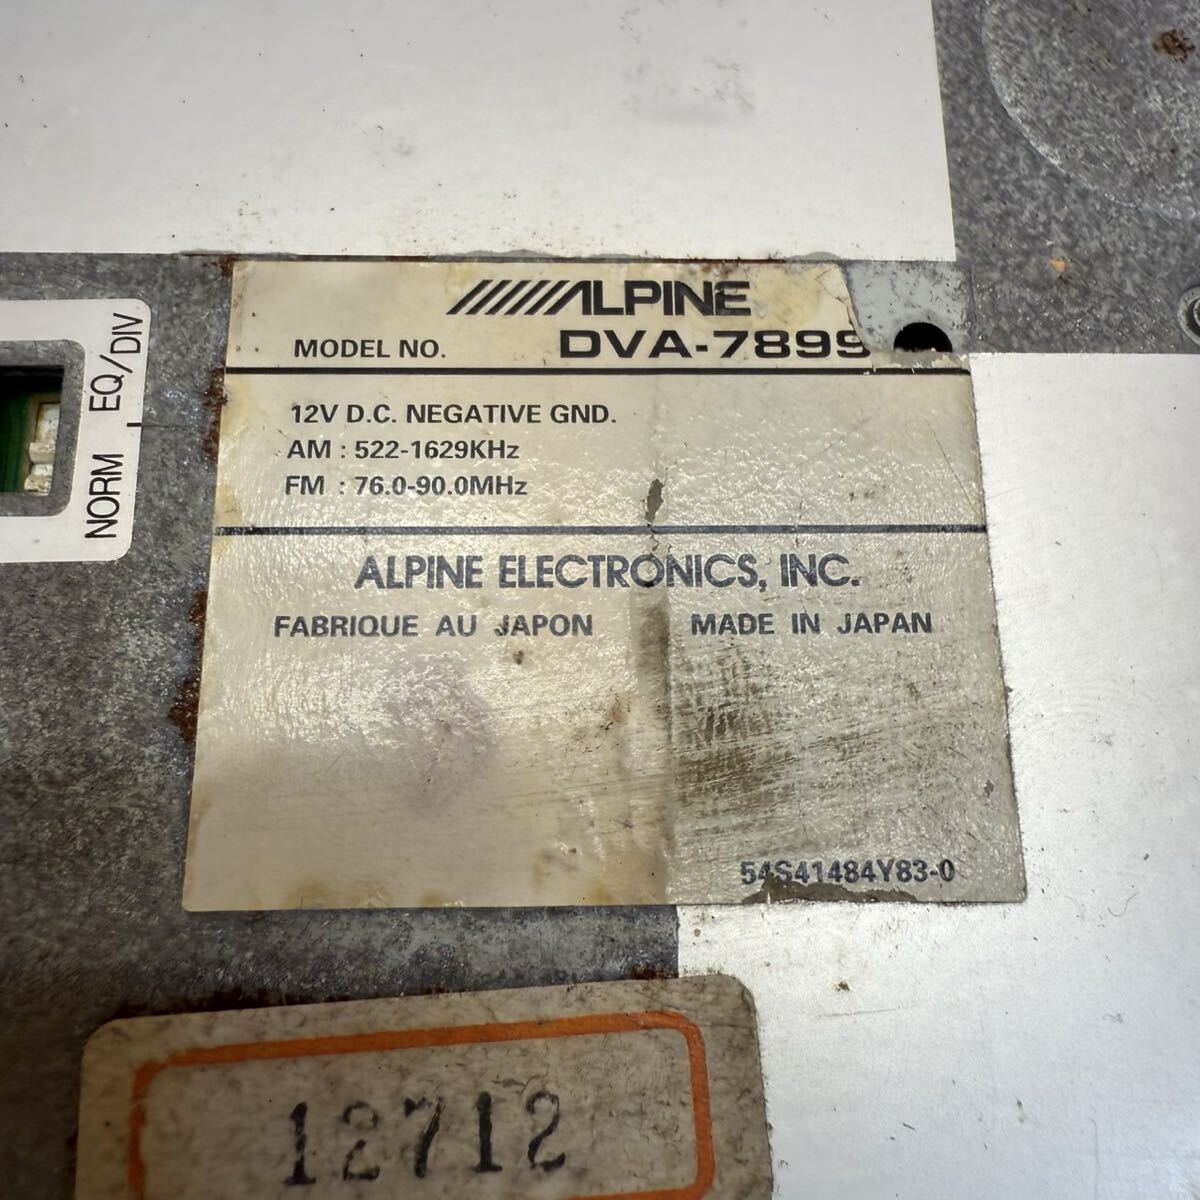 ALPINE
MODEL NO. DVA-7899
12V D.C. NEGATIVE GND.
AM : 522-1629KHz
FM : 76.0-90.0MHz
ALPINE ELECTRONICS, INC.
FABRIQUE AU JAPON MADE IN JAPAN
54S41484Y83-0
NORM EQ/DIV
12712